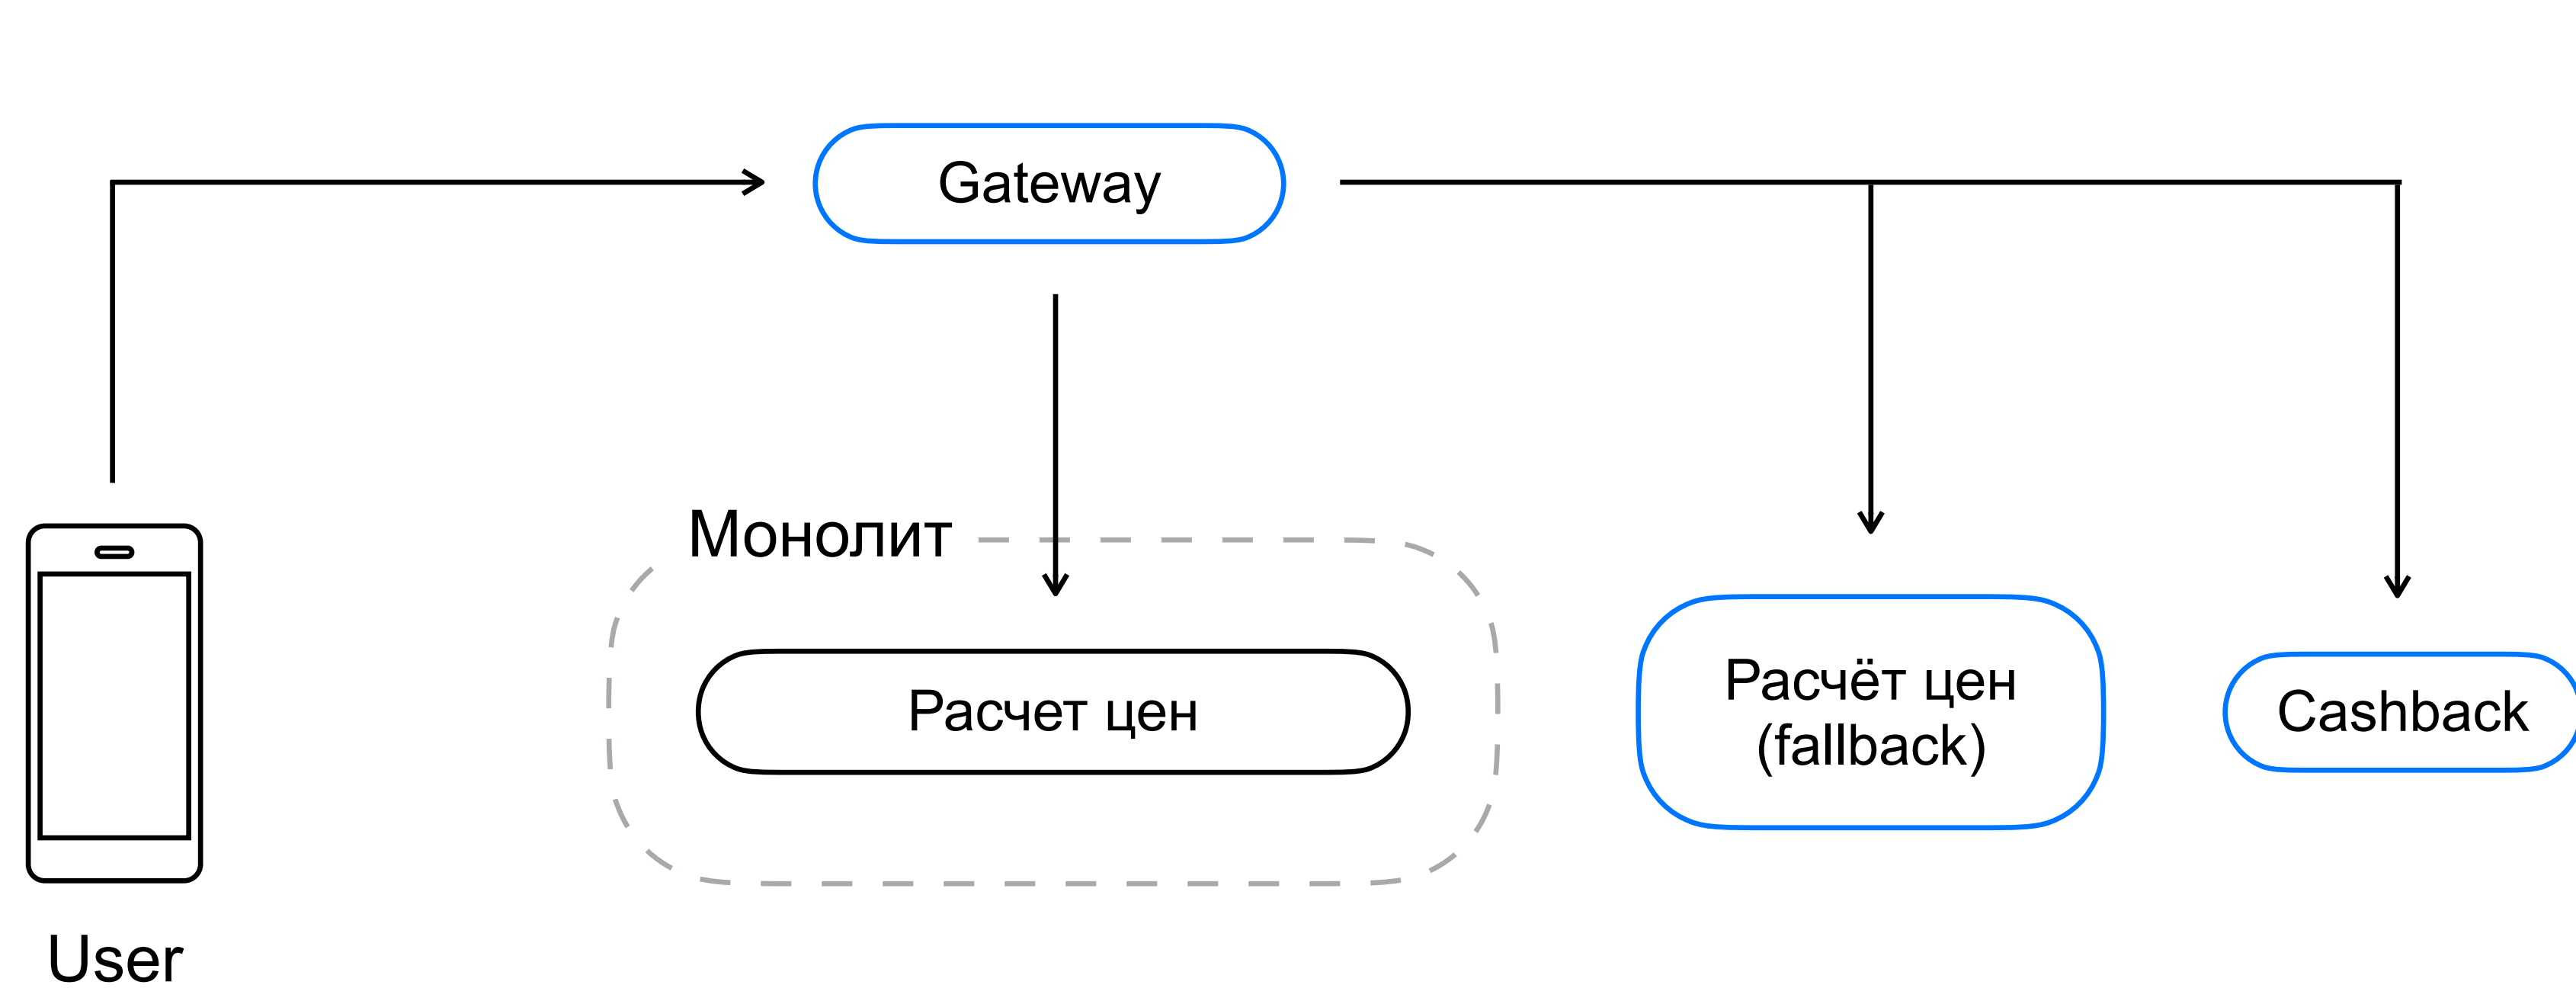 Gateway
Монолит
Расчет цен
Расчёт цен
(fallback)
Cashback
User